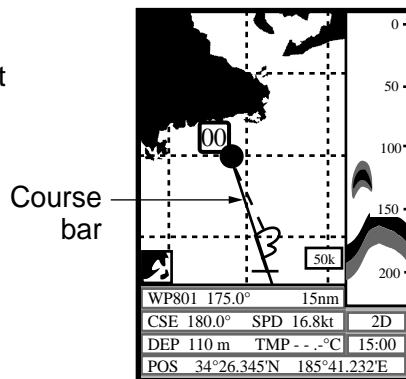 t
Course
bar
00
50k
0
50
100
150
200
WP801 175.0° 15nm
CSE 180.0° SPD 16.8kt 2D
DEP 110 m TMP - - .-°C 15:00
POS 34°26.345'N 185°41.232'E